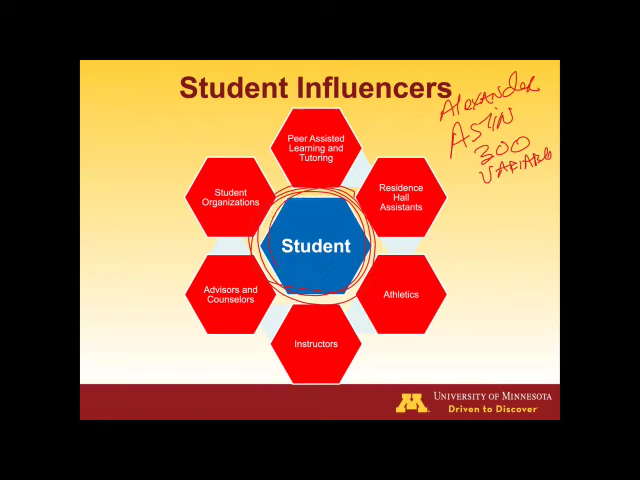 Student Influencers
Alexander
ASTIN
300
VARIABLE
Peer Assisted
Learning and
Tutoring
Student
Organizations
Residence
Hall
Assistants
Student
Advisors and
Counselors
Athletics
Instructors
M
UNIVERSITY OF MINNESOTA
Driven to Discover